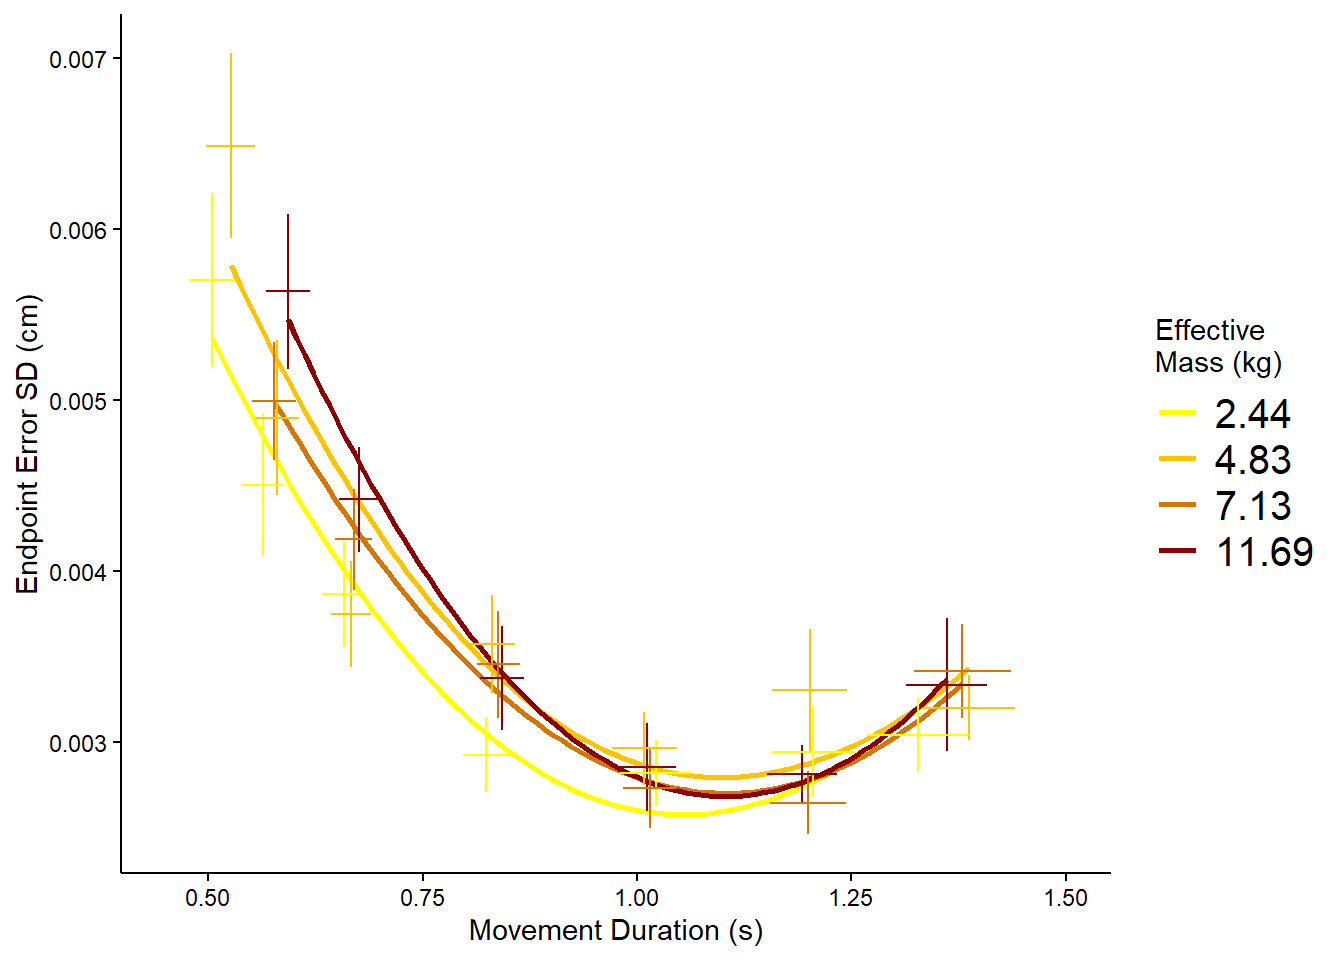 0.007
0.006
0.005
0.004
0.003
Endpoint Error SD (cm)
0.50 0.75 1.00 1.25 1.50
Movement Duration (s)
Effective
Mass (kg)
2.44
4.83
7.13
11.69